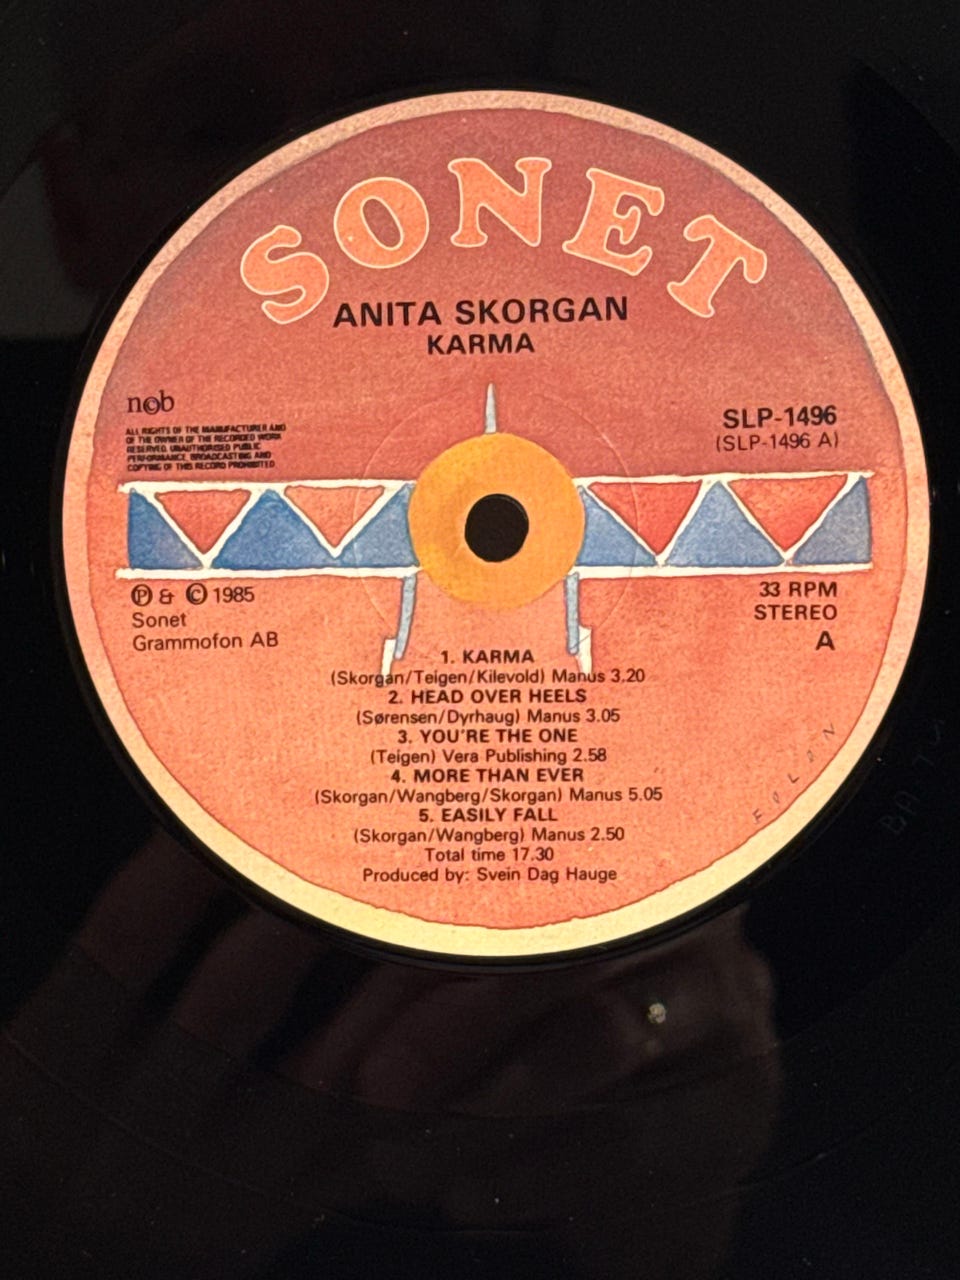 SONET
ANITA SKORGAN
KARMA
n©b
ALL RIGHTS OF THE MANUFACTURER AND
OF THE OWNER OF THE RECORDED WORK
RESERVED. UNAUTHORISED PUBLIC
PERFORMANCE, BROADCASTING AND
COPYING OF THIS RECORD PROHIBITED
SLP-1496
(SLP-1496 A)
℗ & © 1985
Sonet
Grammofon AB
33 RPM
STEREO
A
1. KARMA
(Skorgan/Teigen/Kilevold) Manus 3.20
2. HEAD OVER HEELS
(Sørensen/Dyrhaug) Manus 3.05
3. YOU'RE THE ONE
(Teigen) Vera Publishing 2.58
4. MORE THAN EVER
(Skorgan/Wangberg/Skorgan) Manus 5.05
5. EASILY FALL
(Skorgan/Wangberg) Manus 2.50
Total time 17.30
Produced by: Svein Dag Hauge
FOLON